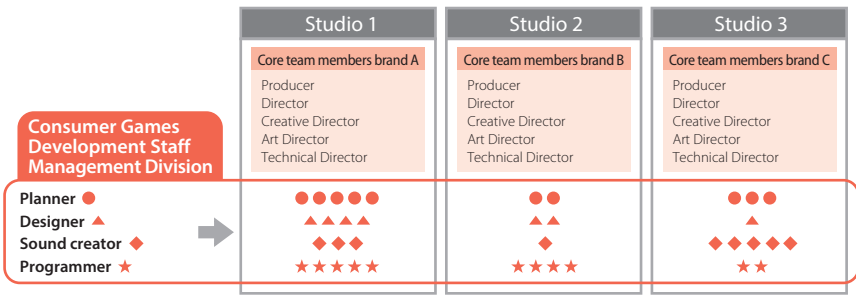 Studio 1
Studio 2
Studio 3
Core team members brand A
Producer
Director
Creative Director
Art Director
Technical Director
Core team members brand B
Producer
Director
Creative Director
Art Director
Technical Director
Core team members brand C
Producer
Director
Creative Director
Art Director
Technical Director
Consumer Games
Development Staff
Management Division
Planner
Designer
Sound creator
Programmer